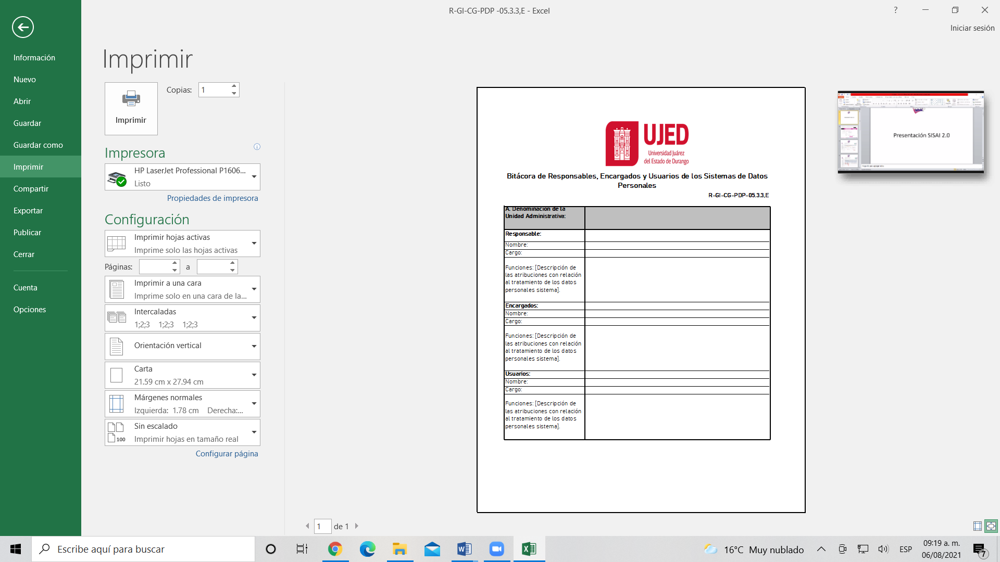 R-GI-CG-PDP -05.3.3,E - Excel
?
Iniciar sesión
Información
Nuevo
Abrir
Guardar
Guardar como
Imprimir
Compartir
Exportar
Publicar
Cerrar
Cuenta
Opciones
Imprimir
Imprimir
Copias: 1
Impresora
HP LaserJet Professional P1606...
Listo
Propiedades de impresora
Configuración
Imprimir hojas activas
Imprime solo las hojas activas
Páginas: a
Imprimir a una cara
Imprime solo en una cara de la...
Intercaladas
1;2;3 1;2;3 1;2;3
Orientación vertical
Carta
21.59 cm x 27.94 cm
Márgenes normales
Izquierda: 1.78 cm Derecha:...
Sin escalado
100 Imprimir hojas en tamaño real
Configurar página
UJED
Universidad Juárez
del Estado de Durango
Bitácora de Responsables, Encargados y Usuarios de los Sistemas de Datos
Personales
R-GI-CG-PDP-05.3.3,E
A. Denominación de la
Unidad Administrativa:
Responsable:
Nombre:
Cargo:
Funciones: [Descripción de
las atribuciones con relación
al tratamiento de los datos
personales sistema].
Encargados:
Nombre:
Cargo:
Funciones: [Descripción de
las atribuciones con relación
al tratamiento de los datos
personales sistema].
Usuarios:
Nombre:
Cargo:
Funciones: [Descripción de
las atribuciones con relación
al tratamiento de los datos
personales sistema].
Presentación SISAI 2.0
1 de 1
Escribe aquí para buscar
16°C Muy nublado
ESP
09:19 a. m.
06/08/2021
7